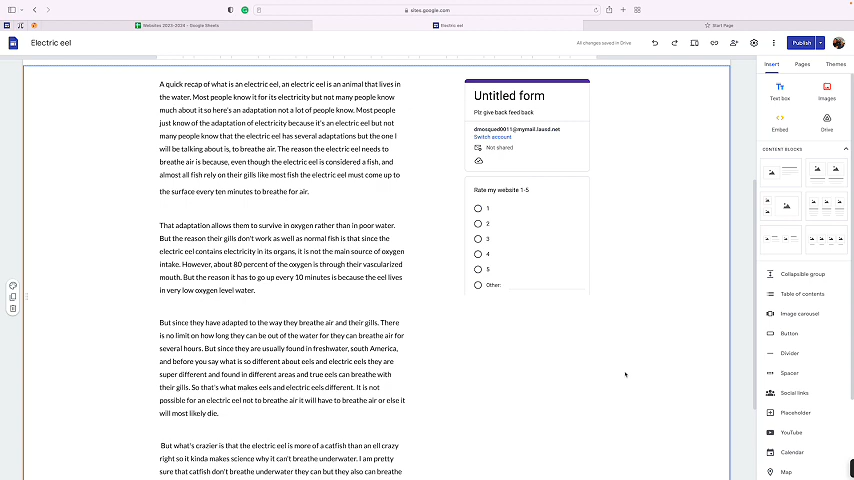 sites.google.com
Websites 2023-2024 - Google Sheets
Electric eel
Start Page
Electric eel
All changes saved in Drive
Publish
Insert
Pages
Themes
Text box
Images
Embed
Drive
CONTENT BLOCKS
Collapsible group
Table of contents
Image carousel
Button
Divider
Spacer
Social links
Placeholder
YouTube
Calendar
Map
A quick recap of what is an electric eel, an electric eel is an animal that lives in
the water. Most people know it for its electricity but not many people know
much about it so here's an adaptation not a lot of people know. Most people
just know of the adaptation of electricity because it's an electric eel but not
many people know that the electric eel has several adaptations but the one I
will be talking about is, to breathe air. The reason the electric eel needs to
breathe air is because, even though the electric eel is considered a fish, and
almost all fish rely on their gills like most fish the electric eel must come up to
the surface every ten minutes to breathe for air.
That adaptation allows them to survive in oxygen rather than in poor water.
But the reason their gills don't work as well as normal fish is that since the
electric eel contains electricity in its organs, it is not the main source of oxygen
intake. However, about 80 percent of the oxygen is through their vascularized
mouth. But the reason it has to go up every 10 minutes is because the eel lives
in very low oxygen level water.
But since they have adapted to the way they breathe air and their gills. There
is no limit on how long they can be out of the water for they can breathe air for
several hours. But since they are usually found in freshwater, south America,
and before you say what is so different about eels and electric eels they are
super different and found in different areas and true eels can breathe with
their gills. So that's what makes eels and electric eels different. It is not
possible for an electric eel not to breathe air it will have to breathe air or else it
will most likely die.
But what's crazier is that the electric eel is more of a catfish than an ell crazy
right so it kinda makes science why it can't breathe underwater. I am pretty
sure that catfish don't breathe underwater they can but they also can breathe
Untitled form
Plz give back feed back
dmosqued0011@mymail.lausd.net
Switch account
Not shared
Rate my website 1-5
1
2
3
4
5
Other: